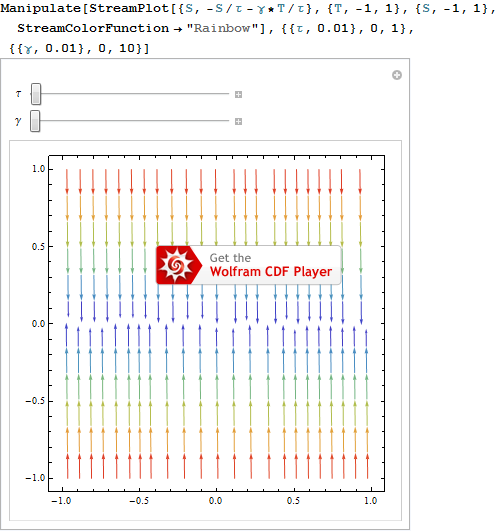 Manipulate[StreamPlot[{S, -S/τ-γ*T/τ}, {T, -1, 1}, {S, -1, 1},
StreamColorFunction→"Rainbow"], {{τ, 0.01}, 0, 1},
{{γ, 0.01}, 0, 10}]
τ
γ
1.0
0.5
Get the
Wolfram CDF Player
0.0
-0.5
-1.0
-1.0 -0.5 0.0 0.5 1.0